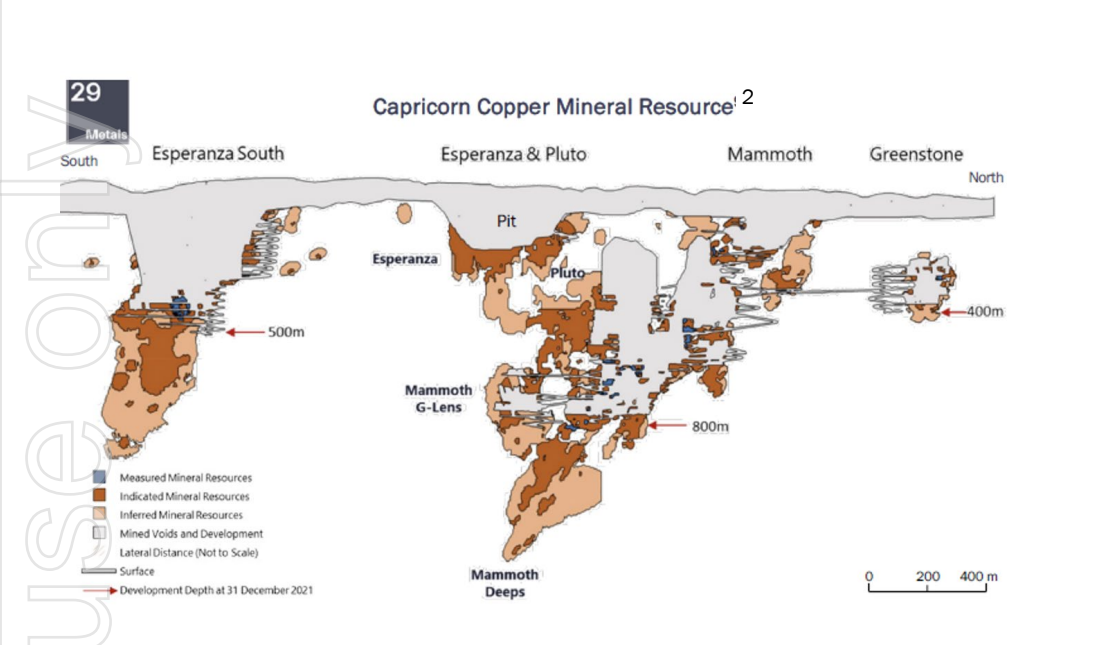 29
Metals
Capricorn Copper Mineral Resource 2
South
Esperanza South
Esperanza & Pluto
Mammoth
Greenstone
North
Pit
Esperanza
Pluto
500m
400m
Mammoth
G-Lens
800m
Measured Mineral Resources
Indicated Mineral Resources
Inferred Mineral Resources
Mined Voids and Development
Lateral Distance (Not to Scale)
Surface
Development Depth at 31 December 2021
Mammoth
Deeps
0 200 400 m
use only